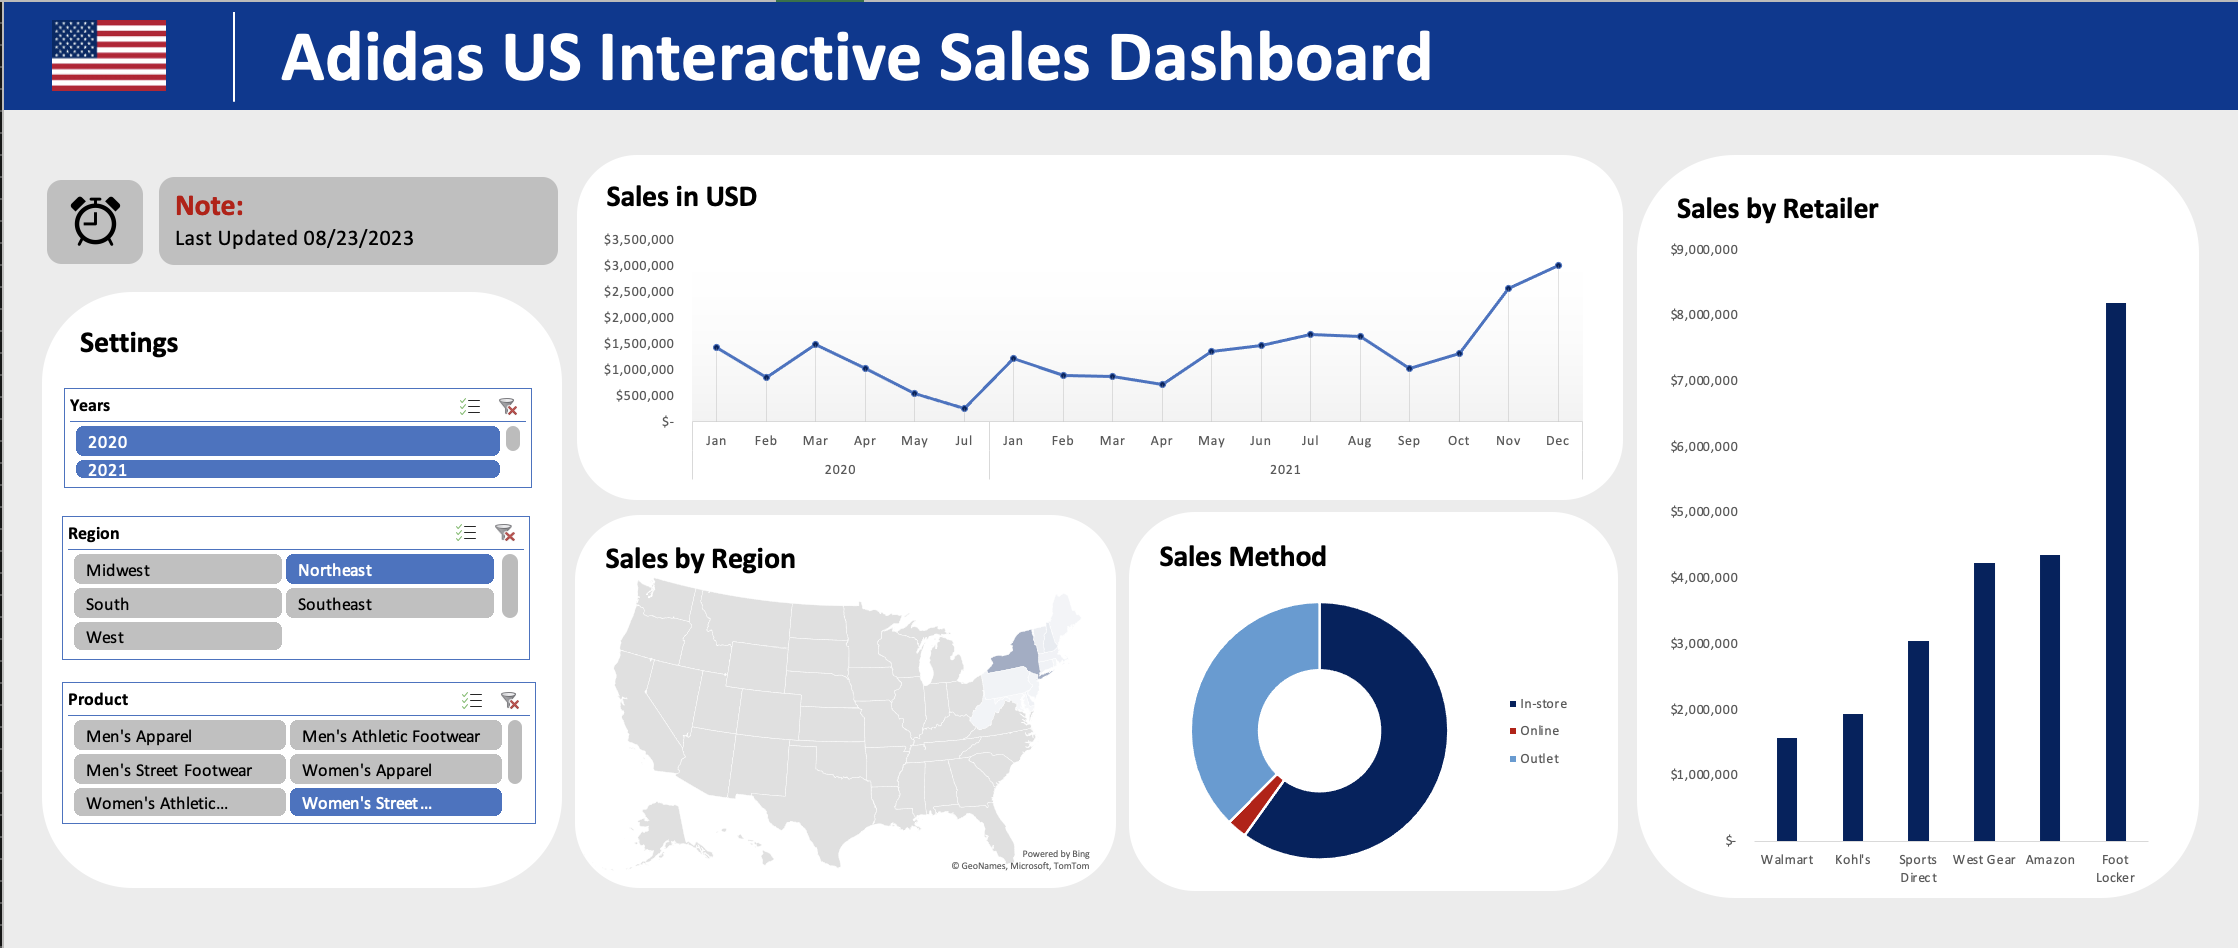 Adidas US Interactive Sales Dashboard
Note:
Last Updated 08/23/2023
Settings
Years
2020
2021
Region
Midwest
Northeast
South
Southeast
West
Product
Men's Apparel
Men's Athletic Footwear
Men's Street Footwear
Women's Apparel
Women's Athletic...
Women's Street...
Sales in USD
$3,500,000
$3,000,000
$2,500,000
$2,000,000
$1,500,000
$1,000,000
$500,000
$-
Jan Feb Mar Apr May Jul Jan Feb Mar Apr May Jun Jul Aug Sep Oct Nov Dec
2020 2021
Sales by Region
Powered by Bing
© GeoNames, Microsoft, TomTom
Sales Method
In-store
Online
Outlet
Sales by Retailer
$9,000,000
$8,000,000
$7,000,000
$6,000,000
$5,000,000
$4,000,000
$3,000,000
$2,000,000
$1,000,000
$-
Walmart Kohl's Sports Direct West Gear Amazon Foot Locker